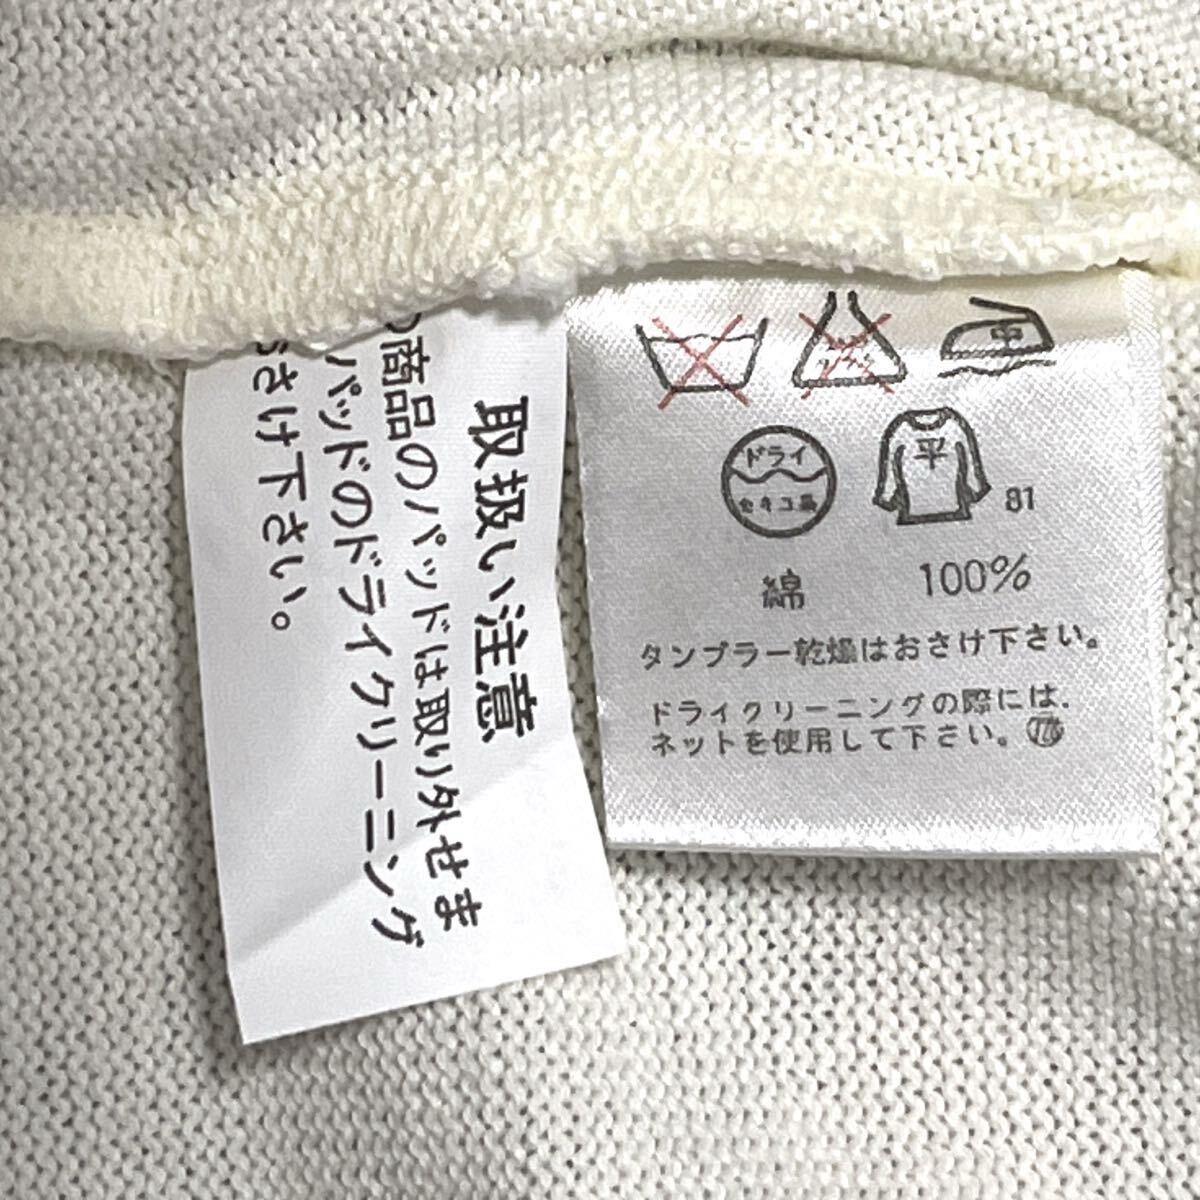 取扱い注意
商品のパッドは取り外せま
パッドのドライクリーニング
さけ下さい。
中
ドライ
セキユ系
平
81
綿 100%
タンブラー乾燥はおさけ下さい。
ドライクリーニングの際には、
ネットを使用して下さい。